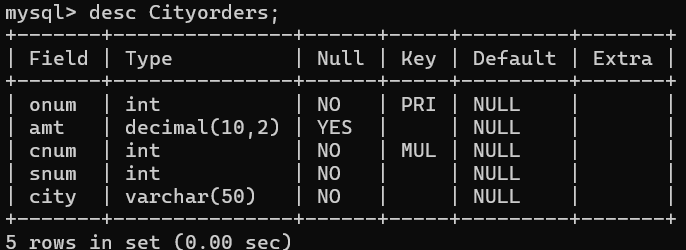 mysql> desc Cityorders;
+-------+---------------+------+-----+---------+-------+
| Field | Type          | Null | Key | Default | Extra |
+-------+---------------+------+-----+---------+-------+
| onum  | int           | NO   | PRI | NULL    |       |
| amt   | decimal(10,2) | YES  |     | NULL    |       |
| cnum  | int           | NO   | MUL | NULL    |       |
| snum  | int           | NO   |     | NULL    |       |
| city  | varchar(50)   | NO   |     | NULL    |       |
+-------+---------------+------+-----+---------+-------+
5 rows in set (0.00 sec)